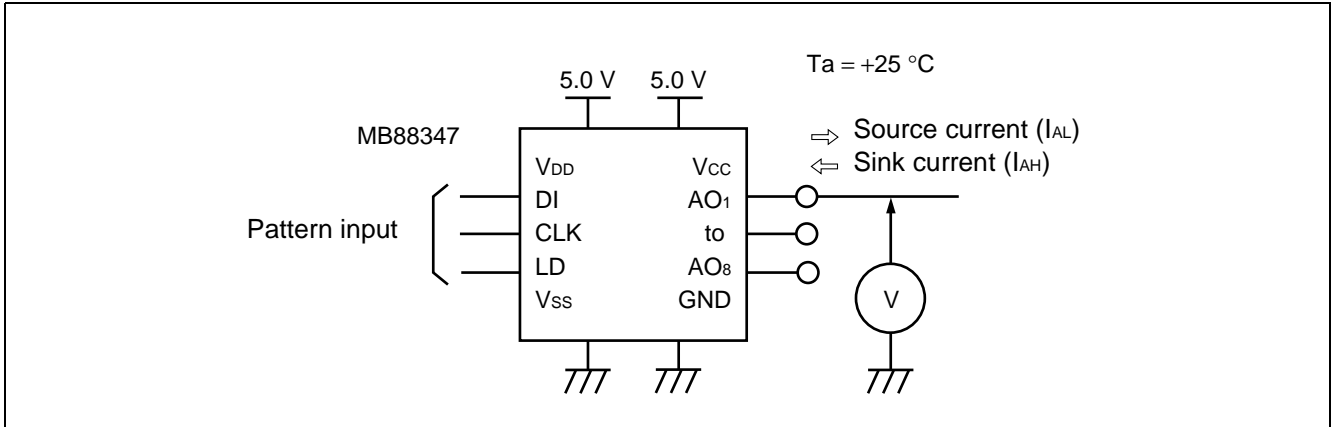 Ta = +25 °C
5.0 V 5.0 V
MB88347
⇨ Source current (IAL)
⇦ Sink current (IAH)
VDD VCC
DI AO1
Pattern input CLK to
LD AO8
VSS GND
V